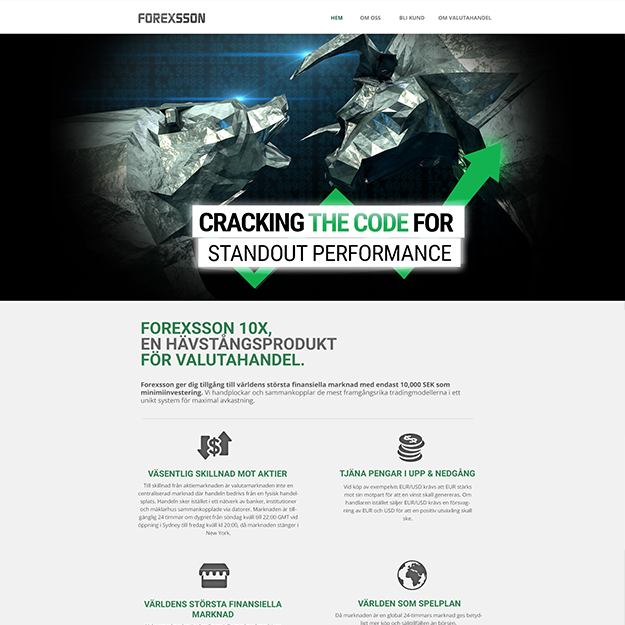 FOREXSSON
HEM OM OSS BLI KUND OM VALUTAHANDEL
CRACKING THE CODE FOR
STANDOUT PERFORMANCE
FOREXSSON 10X,
EN HÄVSTÅNGSPRODUKT
FÖR VALUTAHANDEL.
Forexsson ger dig tillgång till världens största finansiella marknad med endast 10,000 SEK som
minimiinvestering. Vi handplockar och sammankopplar de mest framgångsrika tradingmodellerna i ett
unikt system för maximal avkastning.
VÄSENTLIG SKILLNAD MOT AKTIER
Till skillnad från aktiemarknaden är valutamarknaden inte en
centraliserad marknad där handeln bedrivs från en fysisk handel-
splats. Handeln sker istället i ett nätverk av banker, institutioner
och mäklarhus sammankopplade via datorer. Marknaden är till-
gänglig 24 timmar om dygnet från söndag kväll till 22:00 GMT vid
öppning i Sydney till fredag kväll kl 20:00, då marknaden stänger i
New York.
TJÄNA PENGAR I UPP & NEDGÅNG
Vid köp av exempelvis EUR/USD krävs att EUR stärks
mot sin motpart för att en vinst skall genereras. Om
handlaren istället säljer EUR/USD krävs en försvag-
ning av EUR och USD för att en positiv utväxling skall
ske.
VÄRLDENS STÖRSTA FINANSIELLA
MARKNAD
VÄRLDEN SOM SPELPLAN
Då marknaden är en global 24-timmars marknad ges betyd-
ligt mer köp och säljtillfällen än börsen.